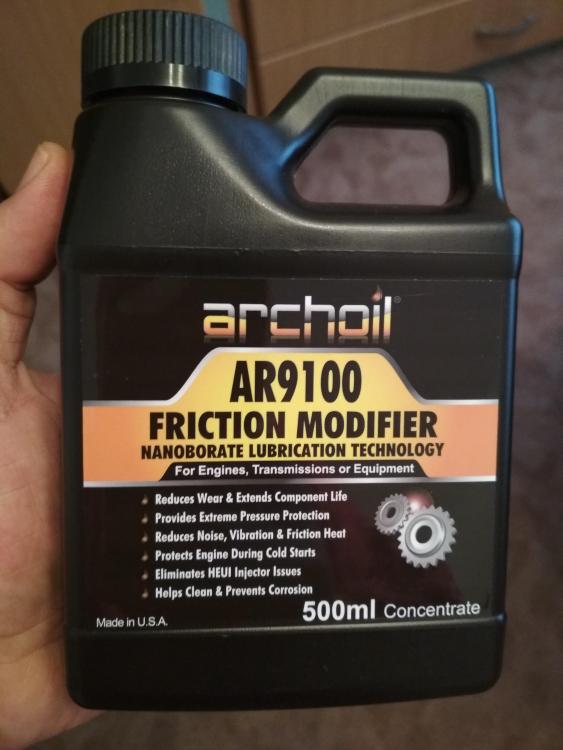 archoil®
AR9100
FRICTION MODIFIER
NANOBORATE LUBRICATION TECHNOLOGY
For Engines, Transmissions or Equipment
Reduces Wear & Extends Component Life
Provides Extreme Pressure Protection
Reduces Noise, Vibration & Friction Heat
Protects Engine During Cold Starts
Eliminates HEUI Injector Issues
Helps Clean & Prevents Corrosion
500ml Concentrate
Made in U.S.A.